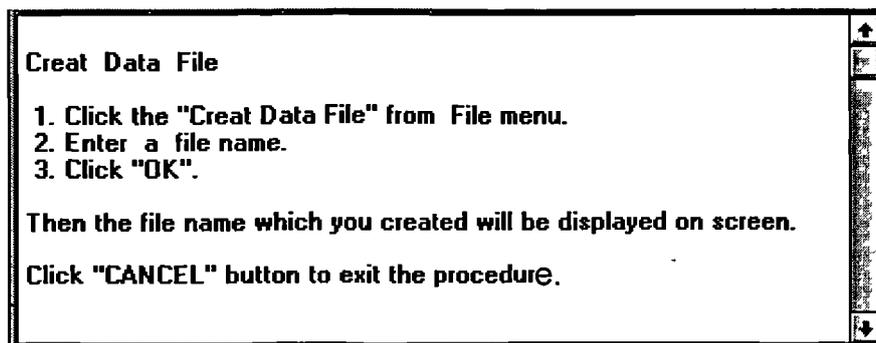 Creat Data File
1. Click the "Creat Data File" from File menu.
2. Enter a file name.
3. Click "OK".
Then the file name which you created will be displayed on screen.
Click "CANCEL" button to exit the procedure.